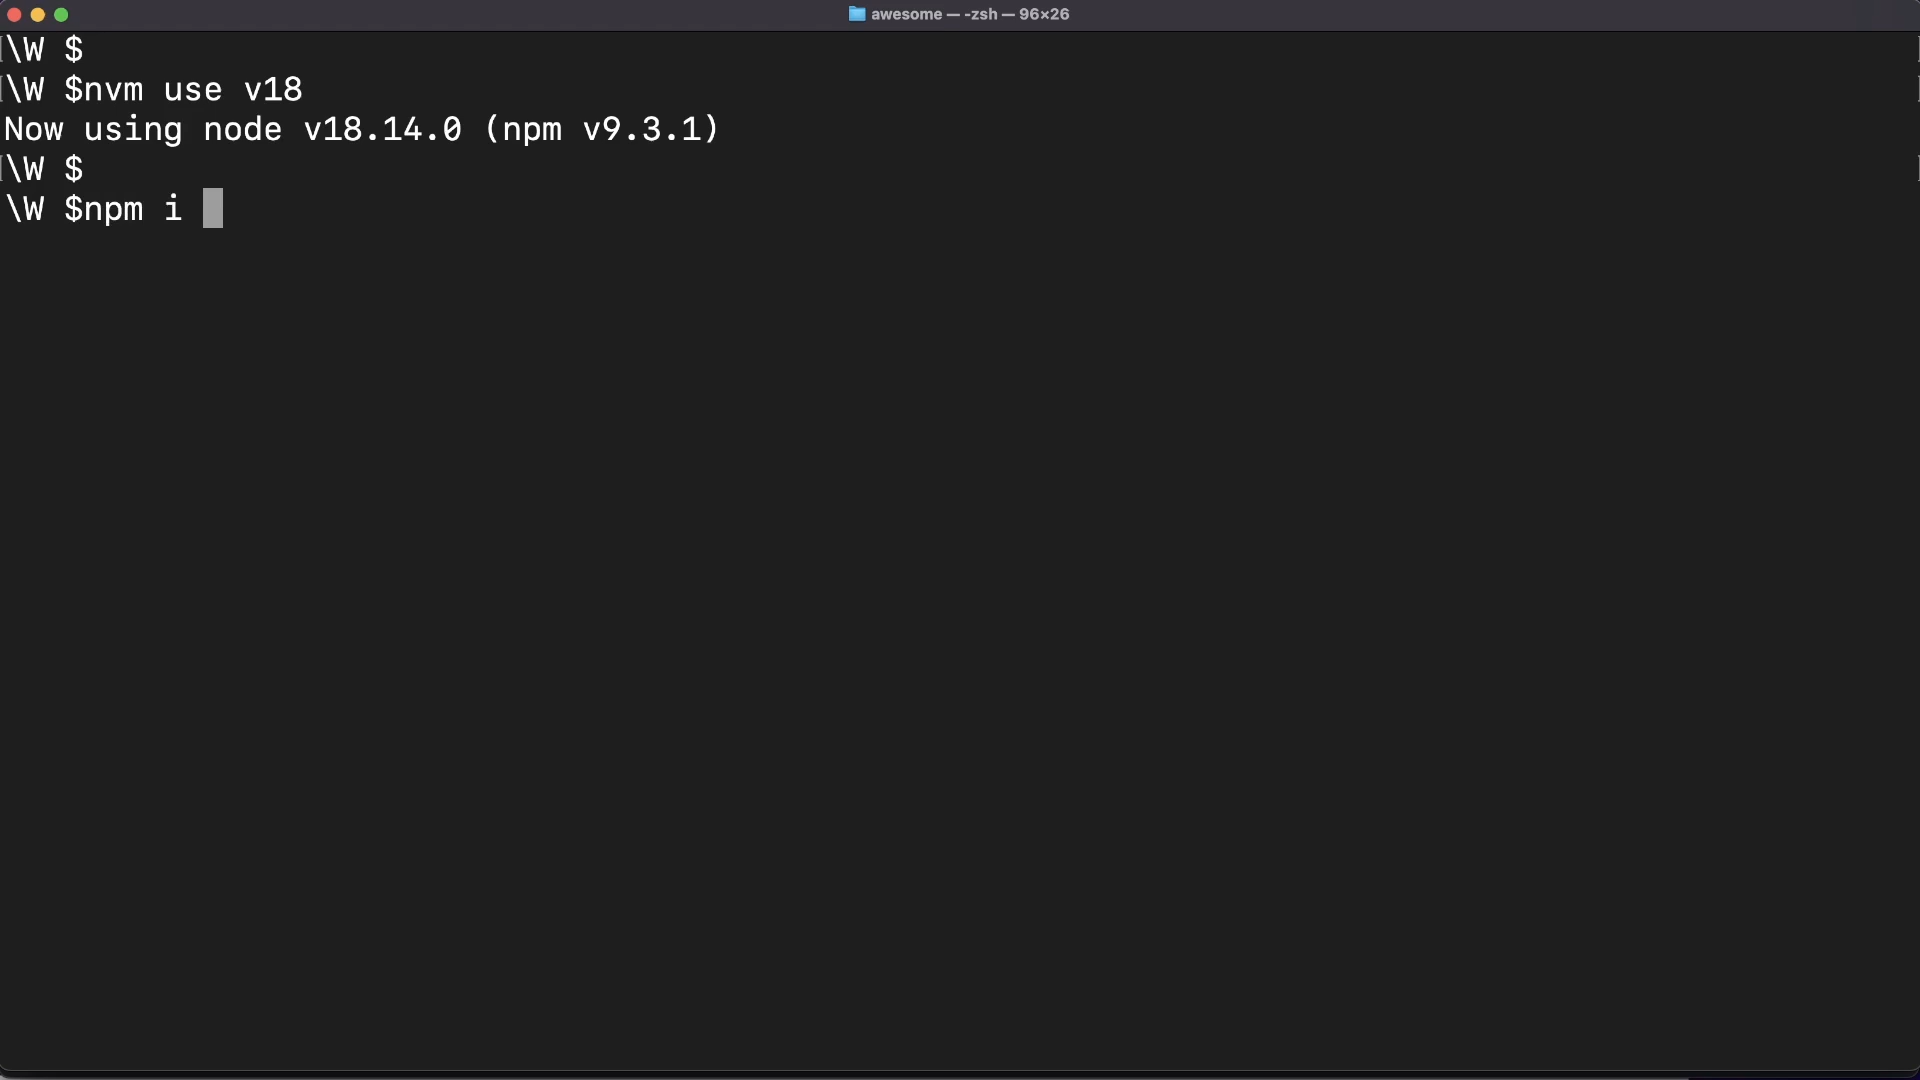 awesome — -zsh — 96×26
\W $
\W $nvm use v18
Now using node v18.14.0 (npm v9.3.1)
\W $
\W $npm i